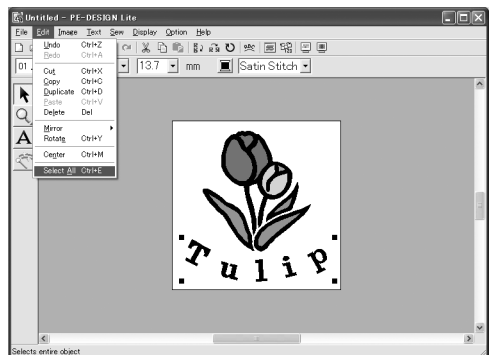 Untitled – PE-DESIGN Lite
File Edit Image Text Sew Display Option Help
Undo Ctrl+Z
Redo Ctrl+A
Cut Ctrl+X
Copy Ctrl+C
Duplicate Ctrl+D
Paste Ctrl+V
Delete Del
Mirror
Rotate Ctrl+Y
Center Ctrl+M
Select All Ctrl+E
01
13.7 mm Satin Stitch
A
Tulip
Selects entire object